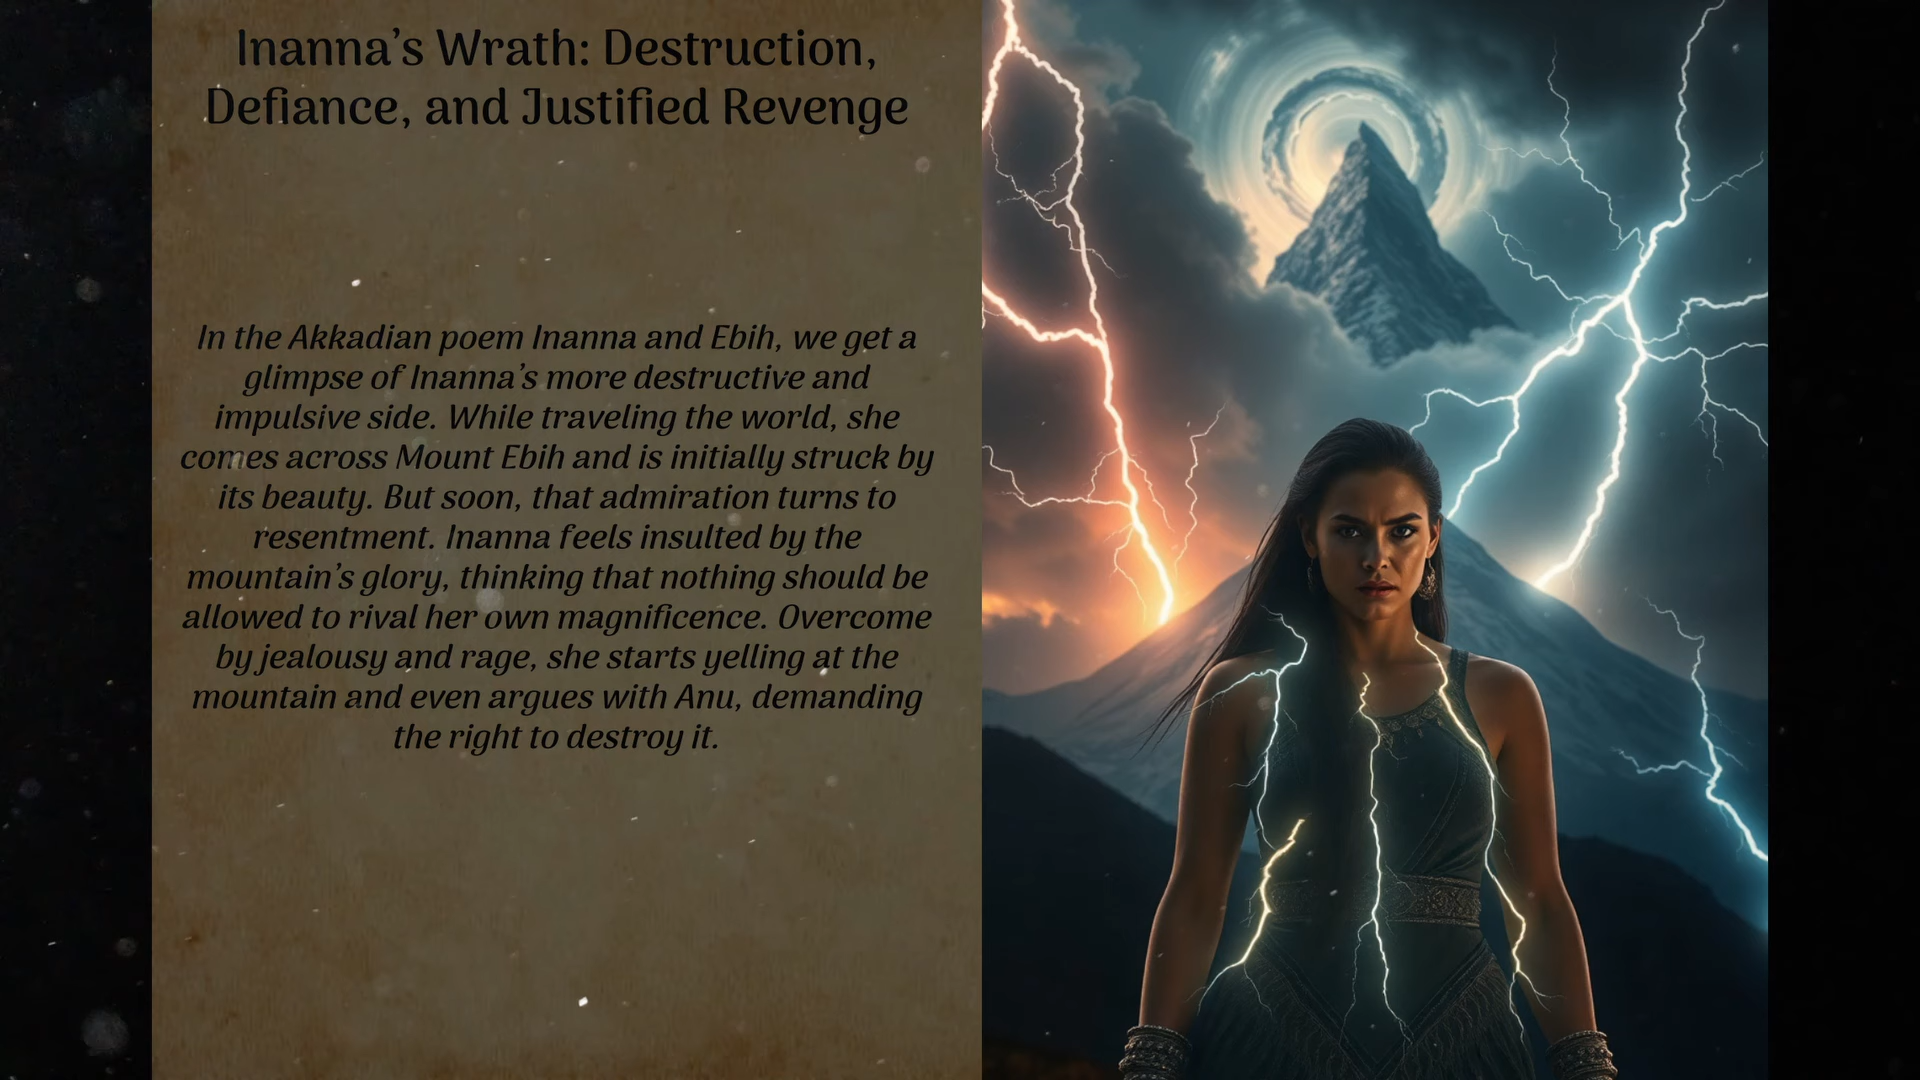 Inanna’s Wrath: Destruction,
Defiance, and Justified Revenge
In the Akkadian poem Inanna and Ebih, we get a
glimpse of Inanna’s more destructive and
impulsive side. While traveling the world, she
comes across Mount Ebih and is initially struck by
its beauty. But soon, that admiration turns to
resentment. Inanna feels insulted by the
mountain’s glory, thinking that nothing should be
allowed to rival her own magnificence. Overcome
by jealousy and rage, she starts yelling at the
mountain and even argues with Anu, demanding
the right to destroy it.